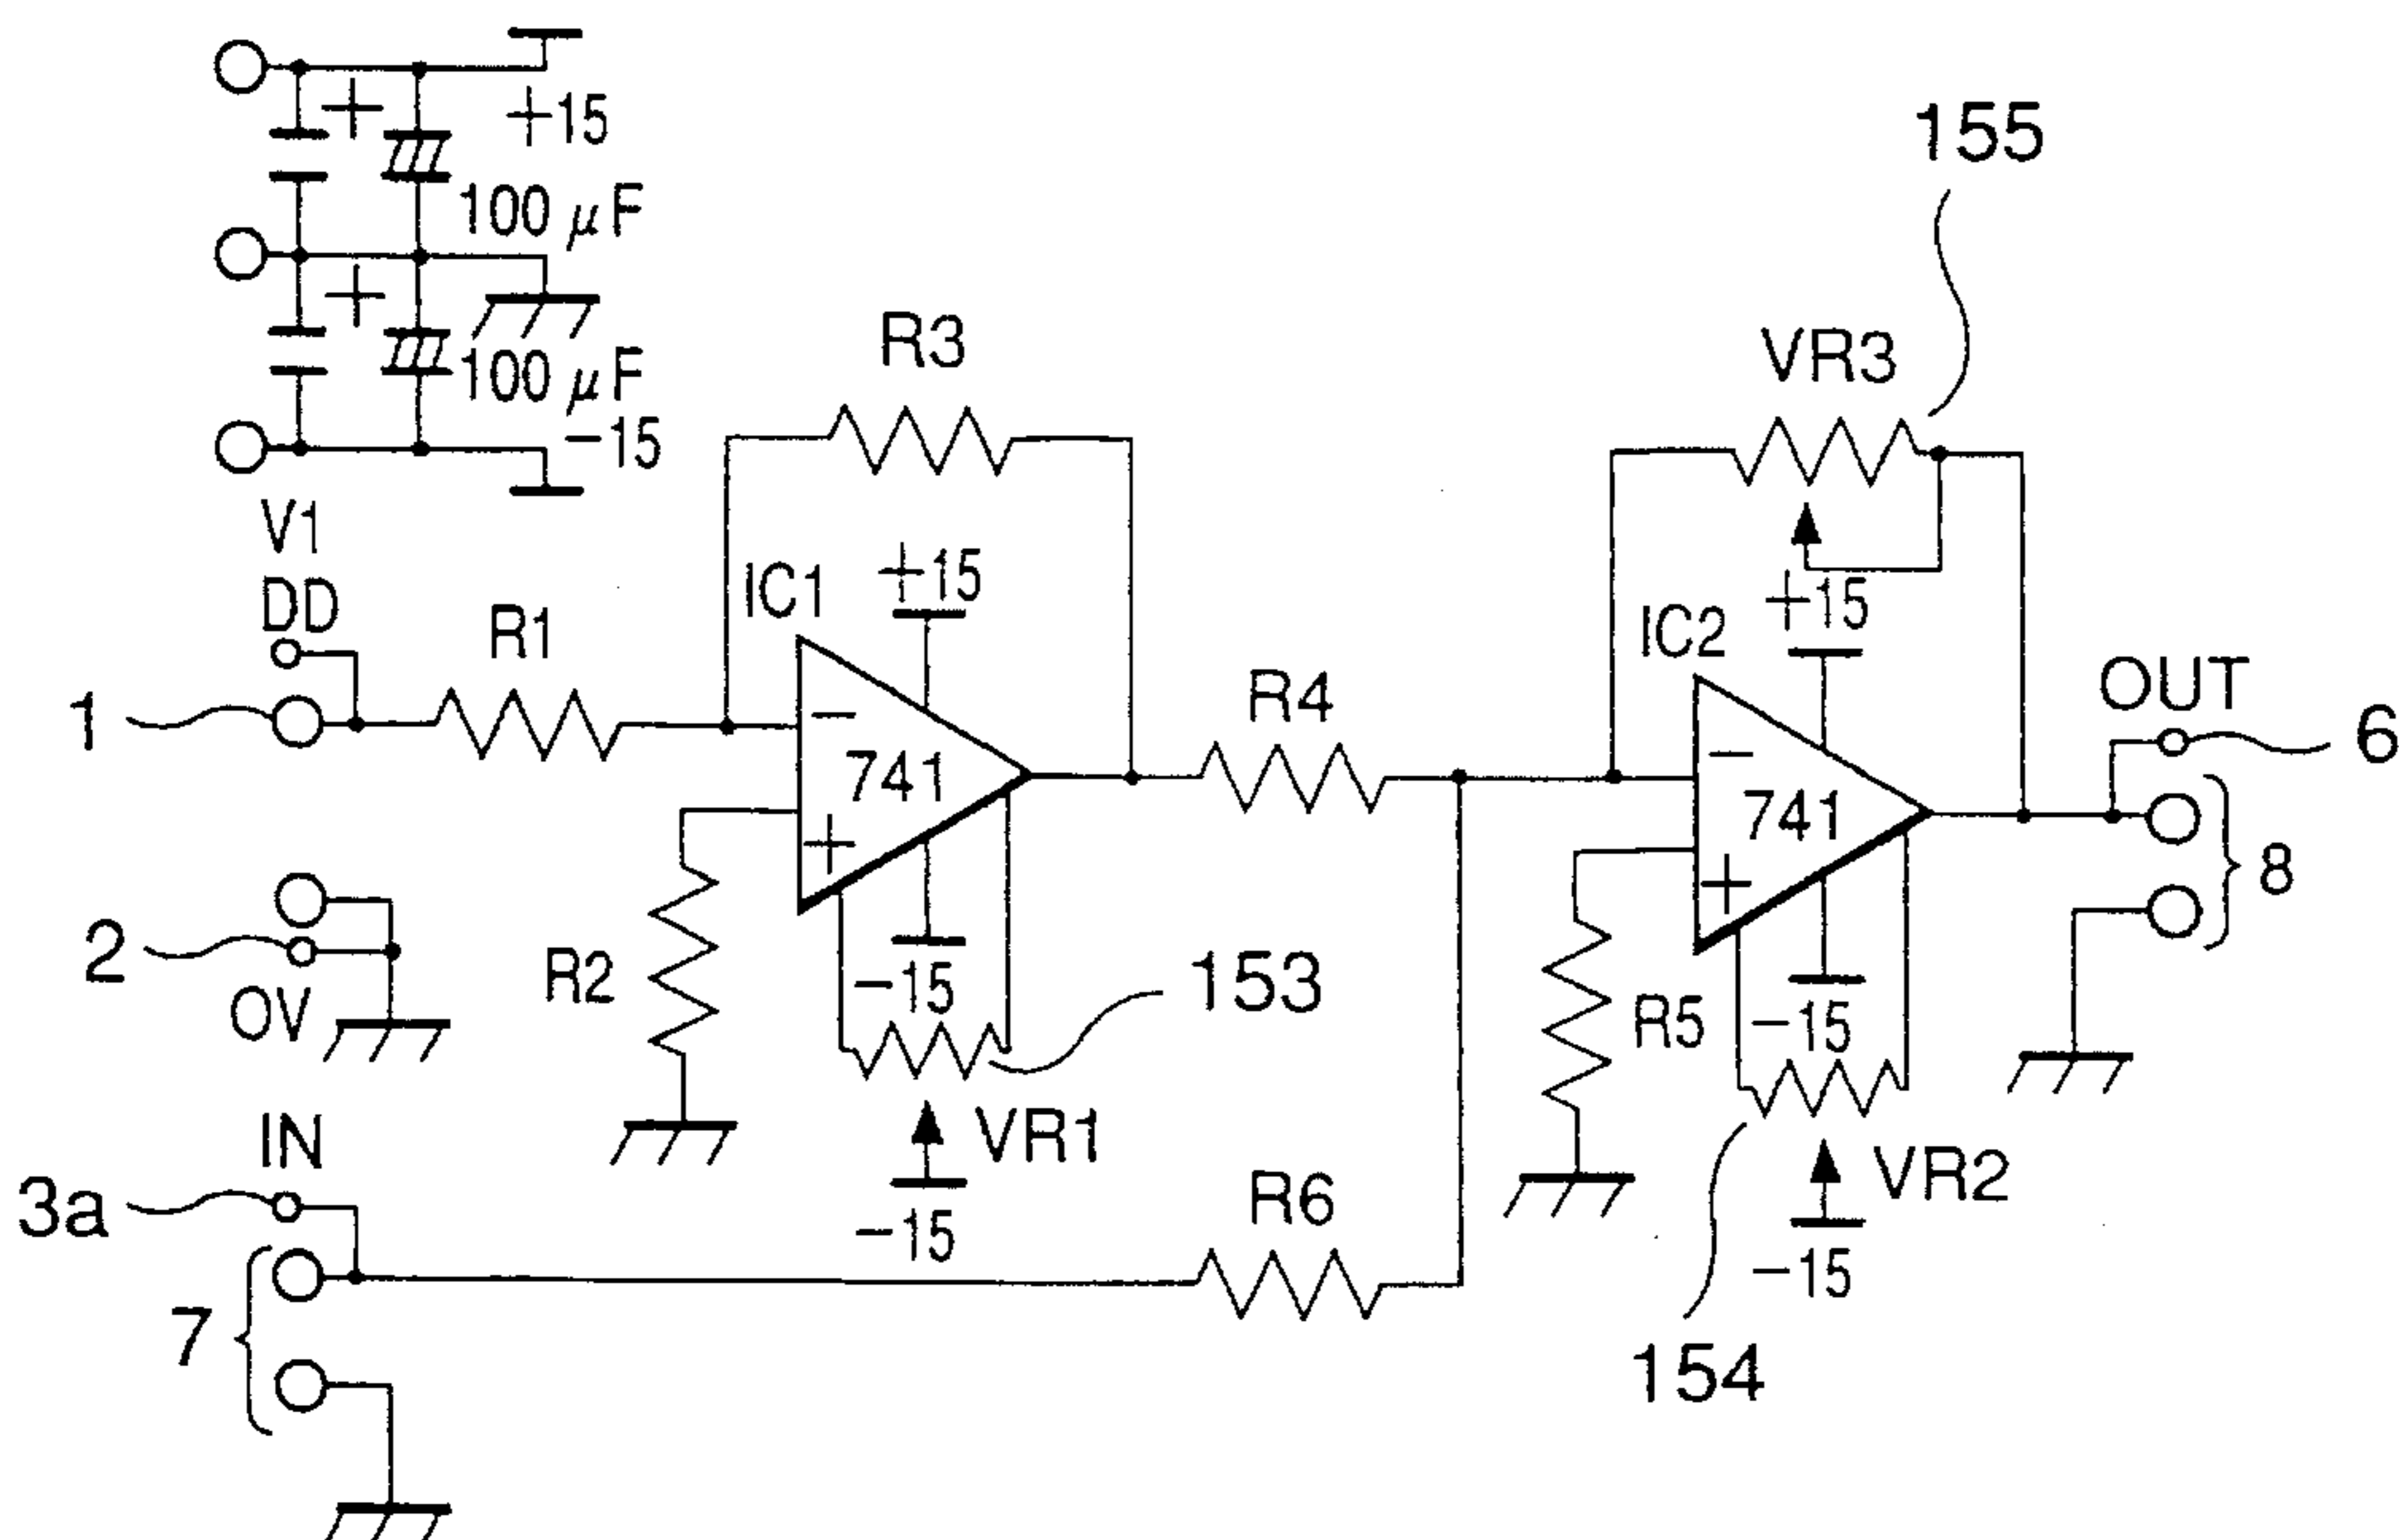 +
+15
100 μF
+
100 μF
-15
155
R3
VR3
V1
DD
R1
IC1
+15
+15
IC2
R4
OUT
1
−
741
−
741
6
+
+
8
2
OV
R2
-15
153
R5
-15
IN
VR1
3a
-15
R6
VR2
-15
7
154